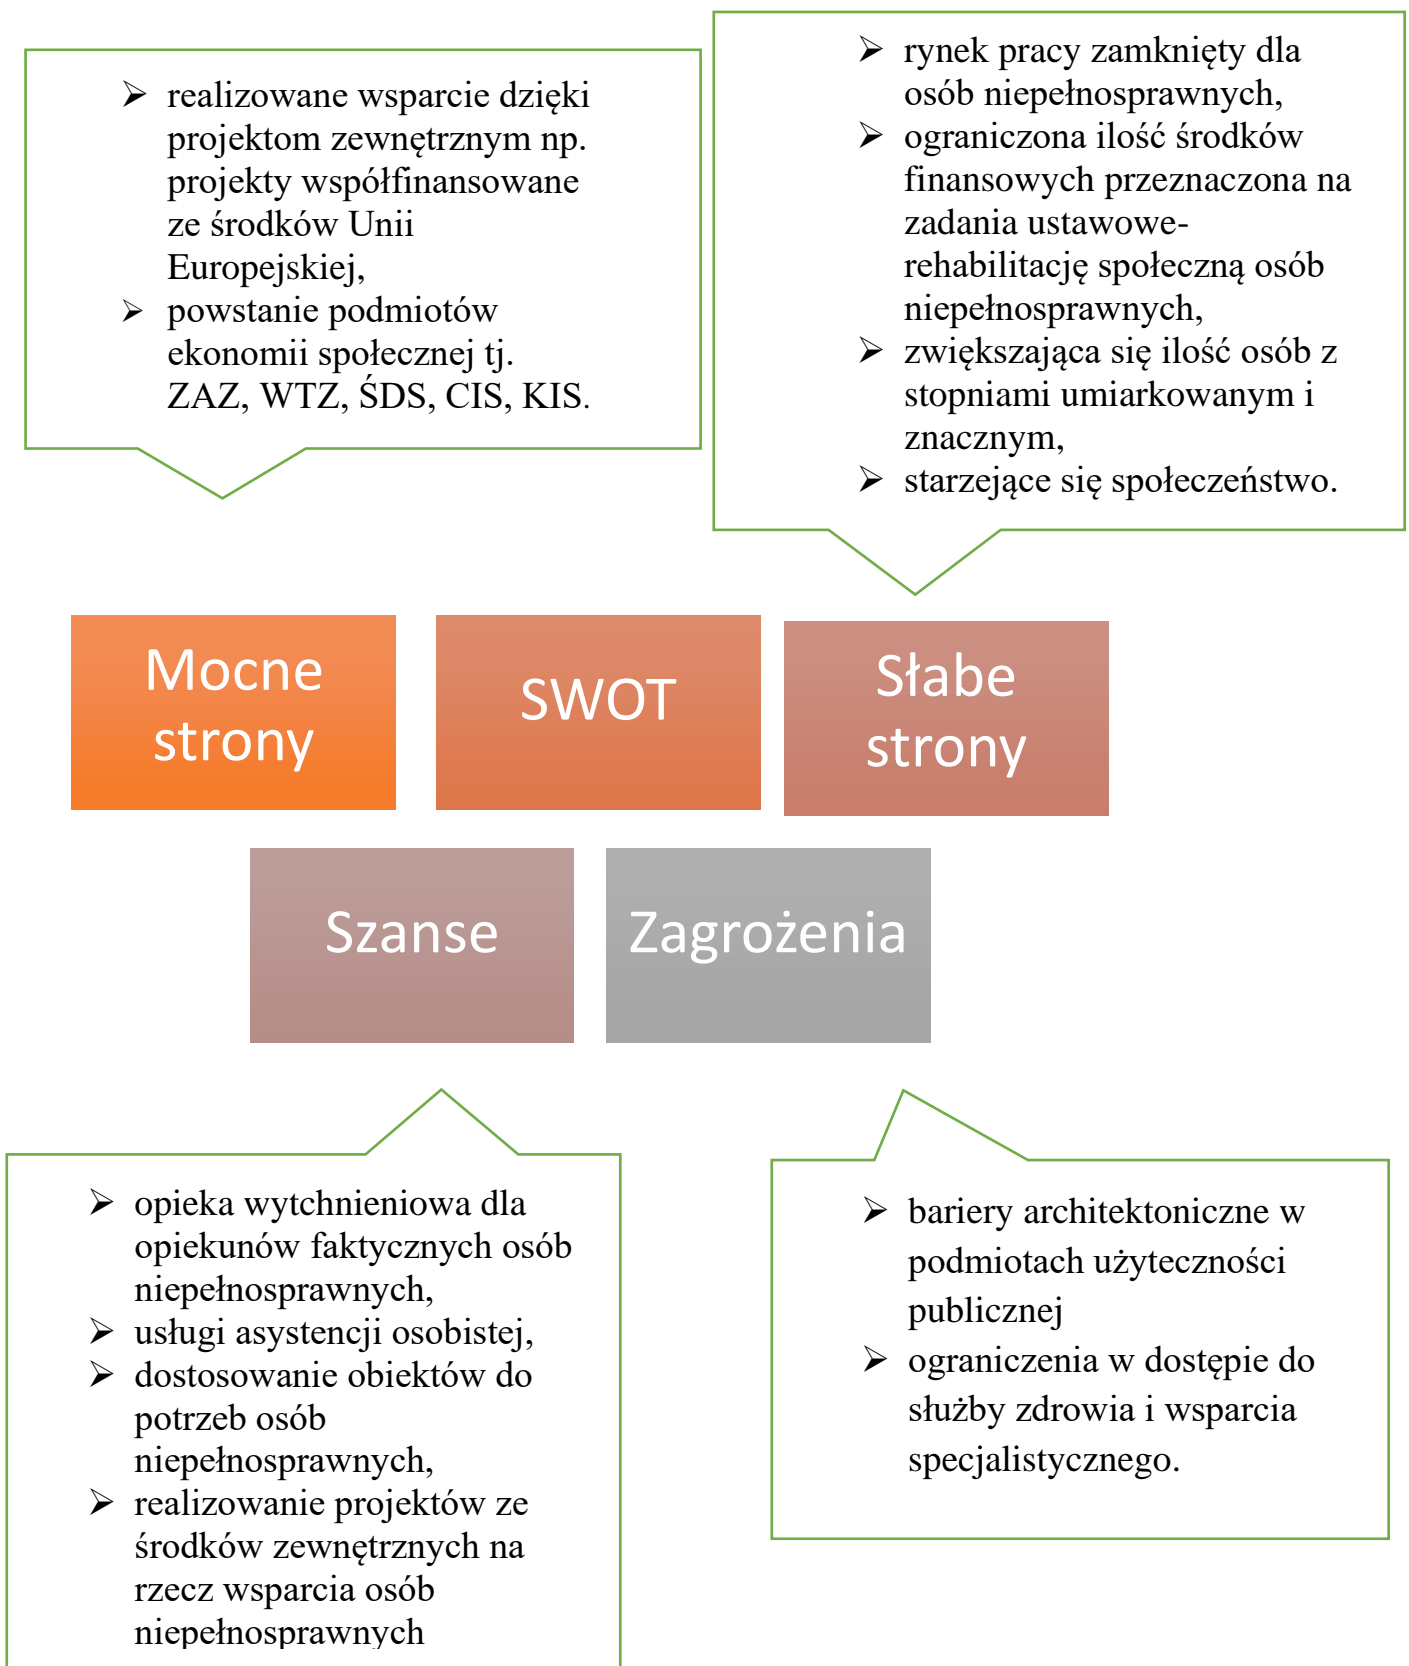 ➢ realizowane wsparcie dzięki
projektom zewnętrznym np.
projekty współfinansowane
ze środków Unii
Europejskiej,
➢ powstanie podmiotów
ekonomii społecznej tj.
ZAZ, WTZ, ŚDS, CIS, KIS.
➢ rynek pracy zamknięty dla
osób niepełnosprawnych,
➢ ograniczona ilość środków
finansowych przeznaczona na
zadania ustawowe-
rehabilitację społeczną osób
niepełnosprawnych,
➢ zwiększająca się ilość osób z
stopniami umiarkowanym i
znacznym,
➢ starzejące się społeczeństwo.
Mocne
strony
SWOT
Słabe
strony
Szanse
Zagrożenia
➢ opieka wytchnieniowa dla
opiekunów faktycznych osób
niepełnosprawnych,
➢ usługi asystencji osobistej,
➢ dostosowanie obiektów do
potrzeb osób
niepełnosprawnych,
➢ realizowanie projektów ze
środków zewnętrznych na
rzecz wsparcia osób
niepełnosprawnych
➢ bariery architektoniczne w
podmiotach użyteczności
publicznej
➢ ograniczenia w dostępie do
służby zdrowia i wsparcia
specjalistycznego.